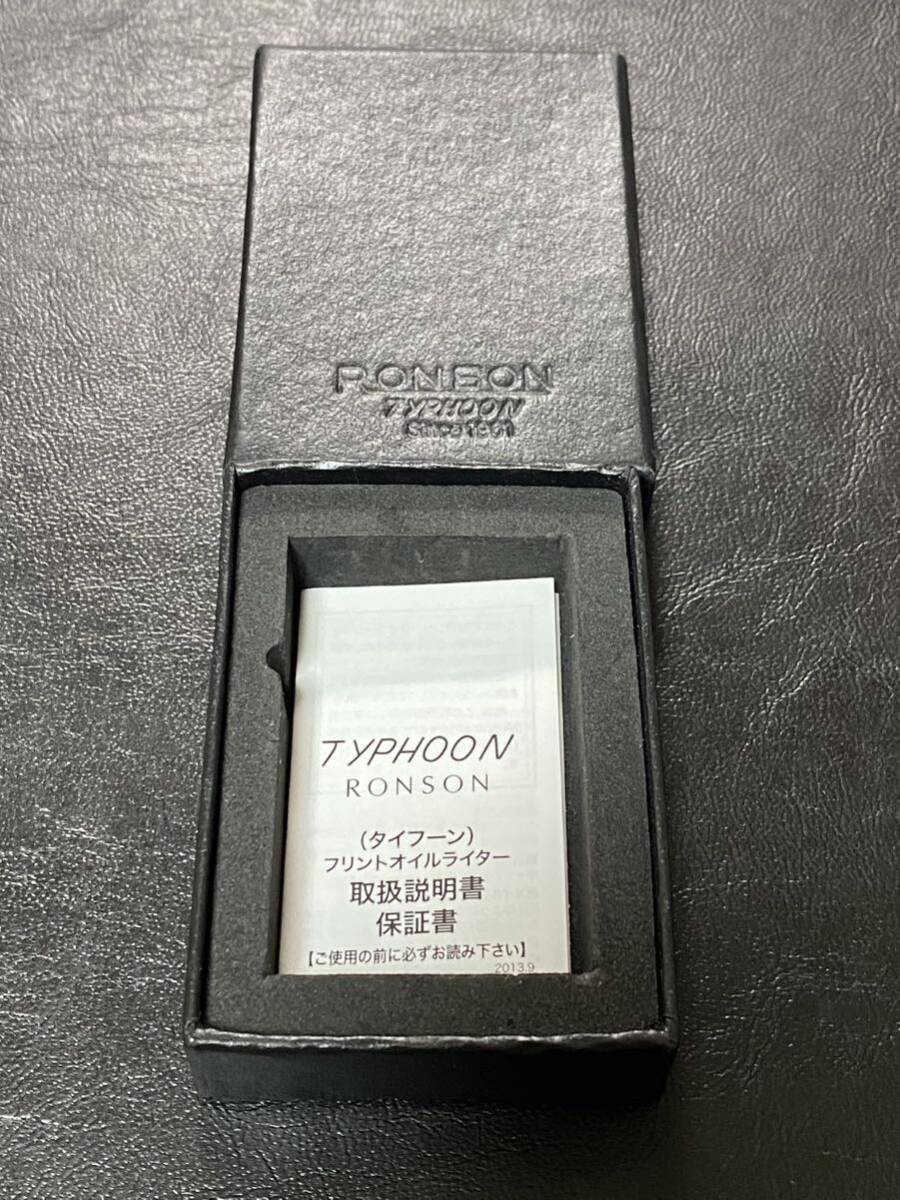 RONSON
TYPHOON
Since 1961
TYPHOON
RONSON
(タイフーン)
フリントオイルライター
取扱説明書
保証書
【ご使用の前に必ずお読み下さい】
2013.9